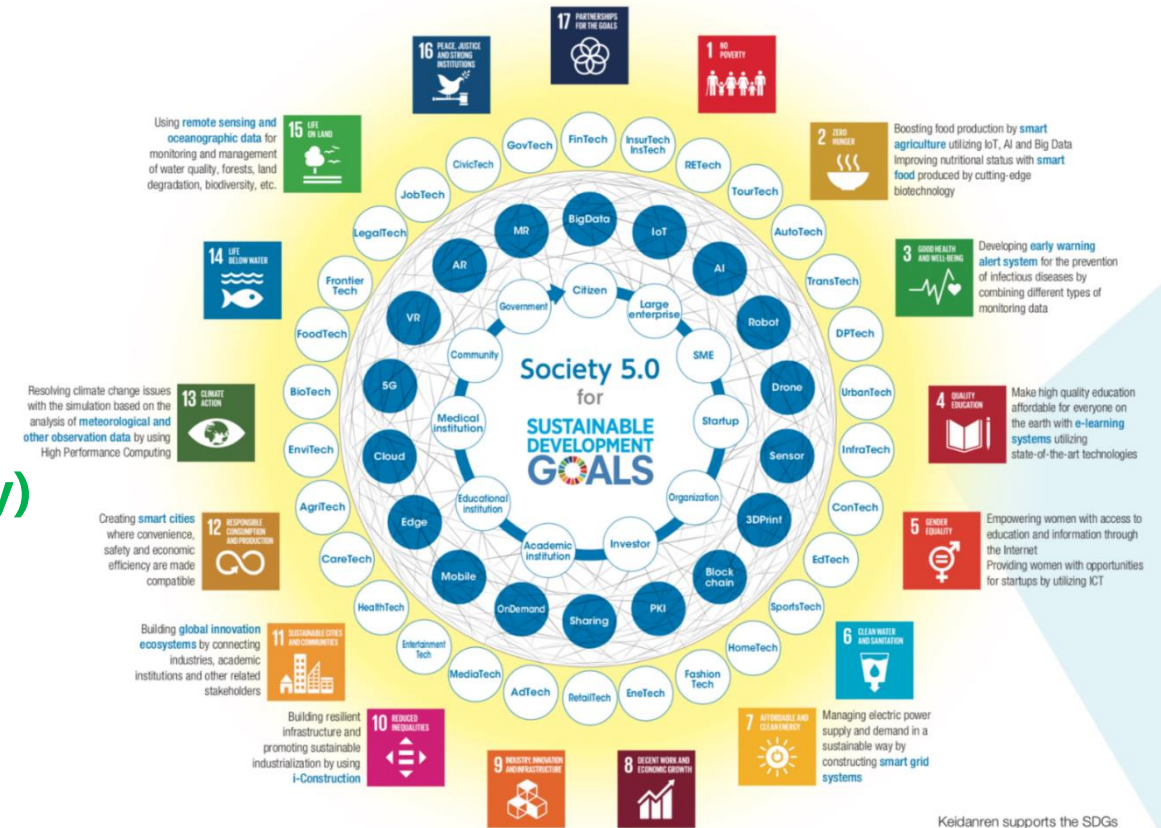 17 PARTNERSHIPS
FOR THE GOALS
16 PEACE, JUSTICE
AND STRONG
INSTITUTIONS
1 NO
POVERTY
Using remote sensing and
oceanographic data for
monitoring and management
of water quality, forests, land
degradation, biodiversity, etc.
15 LIFE
ON LAND
2 ZERO
HUNGER
Boosting food production by smart
agriculture utilizing IoT, AI and Big Data
Improving nutritional status with smart
food produced by cutting-edge
biotechnology
14 LIFE
BELOW WATER
3 GOOD HEALTH
AND WELL-BEING
Developing early warning
alert system for the prevention
of infectious diseases by
combining different types of
monitoring data
Resolving climate change issues
with the simulation based on the
analysis of meteorological and
other observation data by using
High Performance Computing
13 CLIMATE
ACTION
4 QUALITY
EDUCATION
Make high quality education
affordable for everyone on
the earth with e-learning
systems utilizing
state-of-the-art technologies
y)
Creating smart cities
where convenience,
safety and economic
efficiency are made
compatible
12 RESPONSIBLE
CONSUMPTION
AND PRODUCTION
5 GENDER
EQUALITY
Empowering women with access to
education and information through
the Internet
Providing women with opportunities
for startups by utilizing ICT
Building global innovation
ecosystems by connecting
industries, academic
institutions and other related
stakeholders
11 SUSTAINABLE CITIES
AND COMMUNITIES
6 CLEAN WATER
AND SANITATION
Building resilient
infrastructure and
promoting sustainable
industrialization by using
i-Construction
10 REDUCED
INEQUALITIES
7 AFFORDABLE AND
CLEAN ENERGY
Managing electric power
supply and demand in a
sustainable way by
constructing smart grid
systems
9 INDUSTRY, INNOVATION
AND INFRASTRUCTURE
8 DECENT WORK AND
ECONOMIC GROWTH
FinTech
InsurTech
InsTech
RETech
TourTech
AutoTech
TransTech
DPTech
UrbanTech
InfraTech
ConTech
EdTech
SportsTech
HomeTech
Fashion
Tech
EneTech
RetailTech
AdTech
MediaTech
Entertainment
Tech
HealthTech
CareTech
AgriTech
EnviTech
BioTech
FoodTech
Frontier
Tech
LegalTech
JobTech
CivicTech
GovTech
BigData
IoT
AI
Robot
Drone
Sensor
3DPrint
Block
chain
PKI
Sharing
OnDemand
Mobile
Edge
Cloud
5G
VR
AR
MR
Citizen
Large
enterprise
SME
Startup
Organization
Investor
Academic
institution
Educational
institution
Medical
institution
Community
Government
Society 5.0
for
SUSTAINABLE
DEVELOPMENT
GOALS
Keidanren supports the SDGs